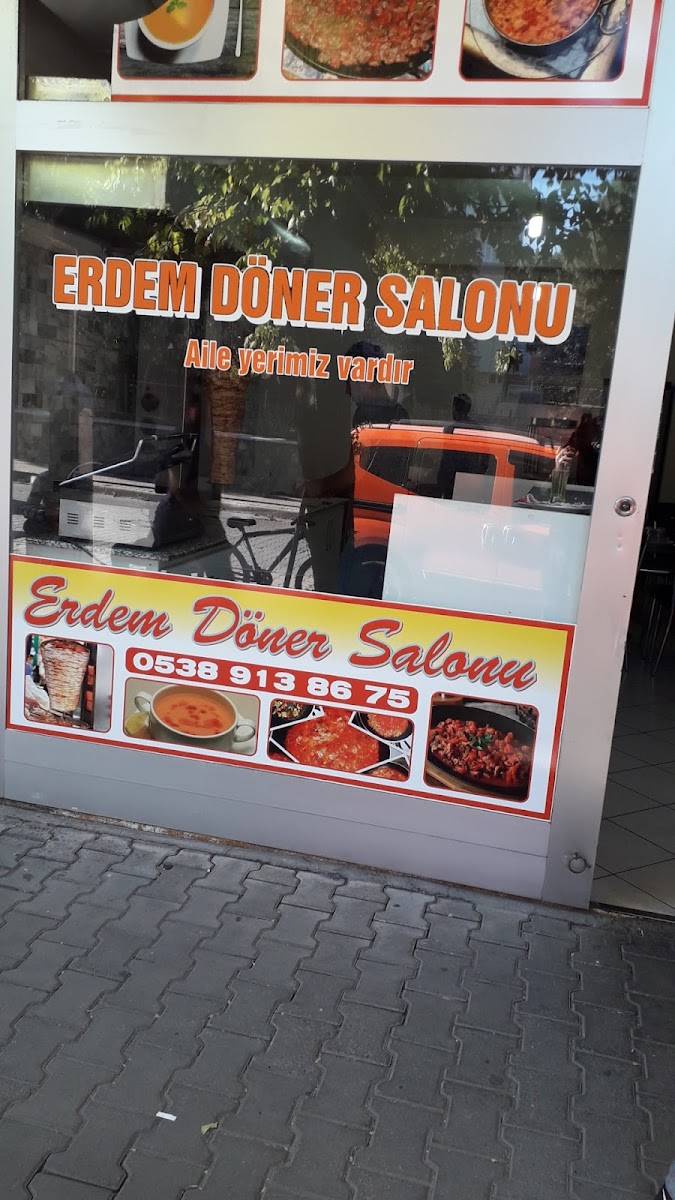 ERDEM DÖNER SALONU
Aile yerimiz vardır
Erdem Döner Salonu
0538 913 86 75